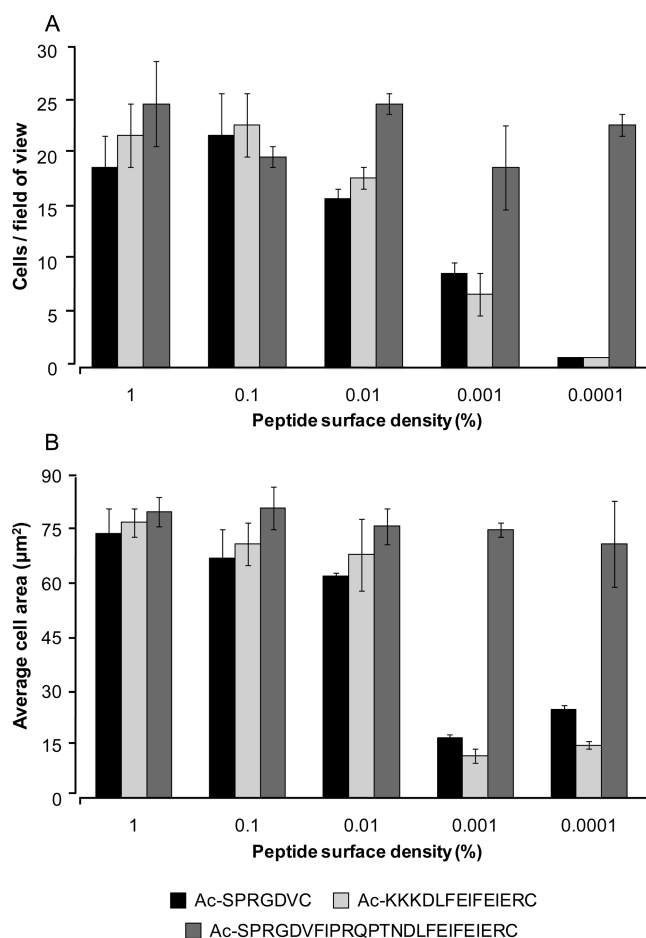 A
30
25
20
15
10
5
0
Cells / field of view
1 0.1 0.01 0.001 0.0001
Peptide surface density (%)
B
90
75
60
45
30
15
0
Average cell area (µm²)
1 0.1 0.01 0.001 0.0001
Peptide surface density (%)
Ac-SPRGDVC Ac-KKKDLFEIFEIERC
Ac-SPRGDVFIPRQPTNDLFEIFEIERC